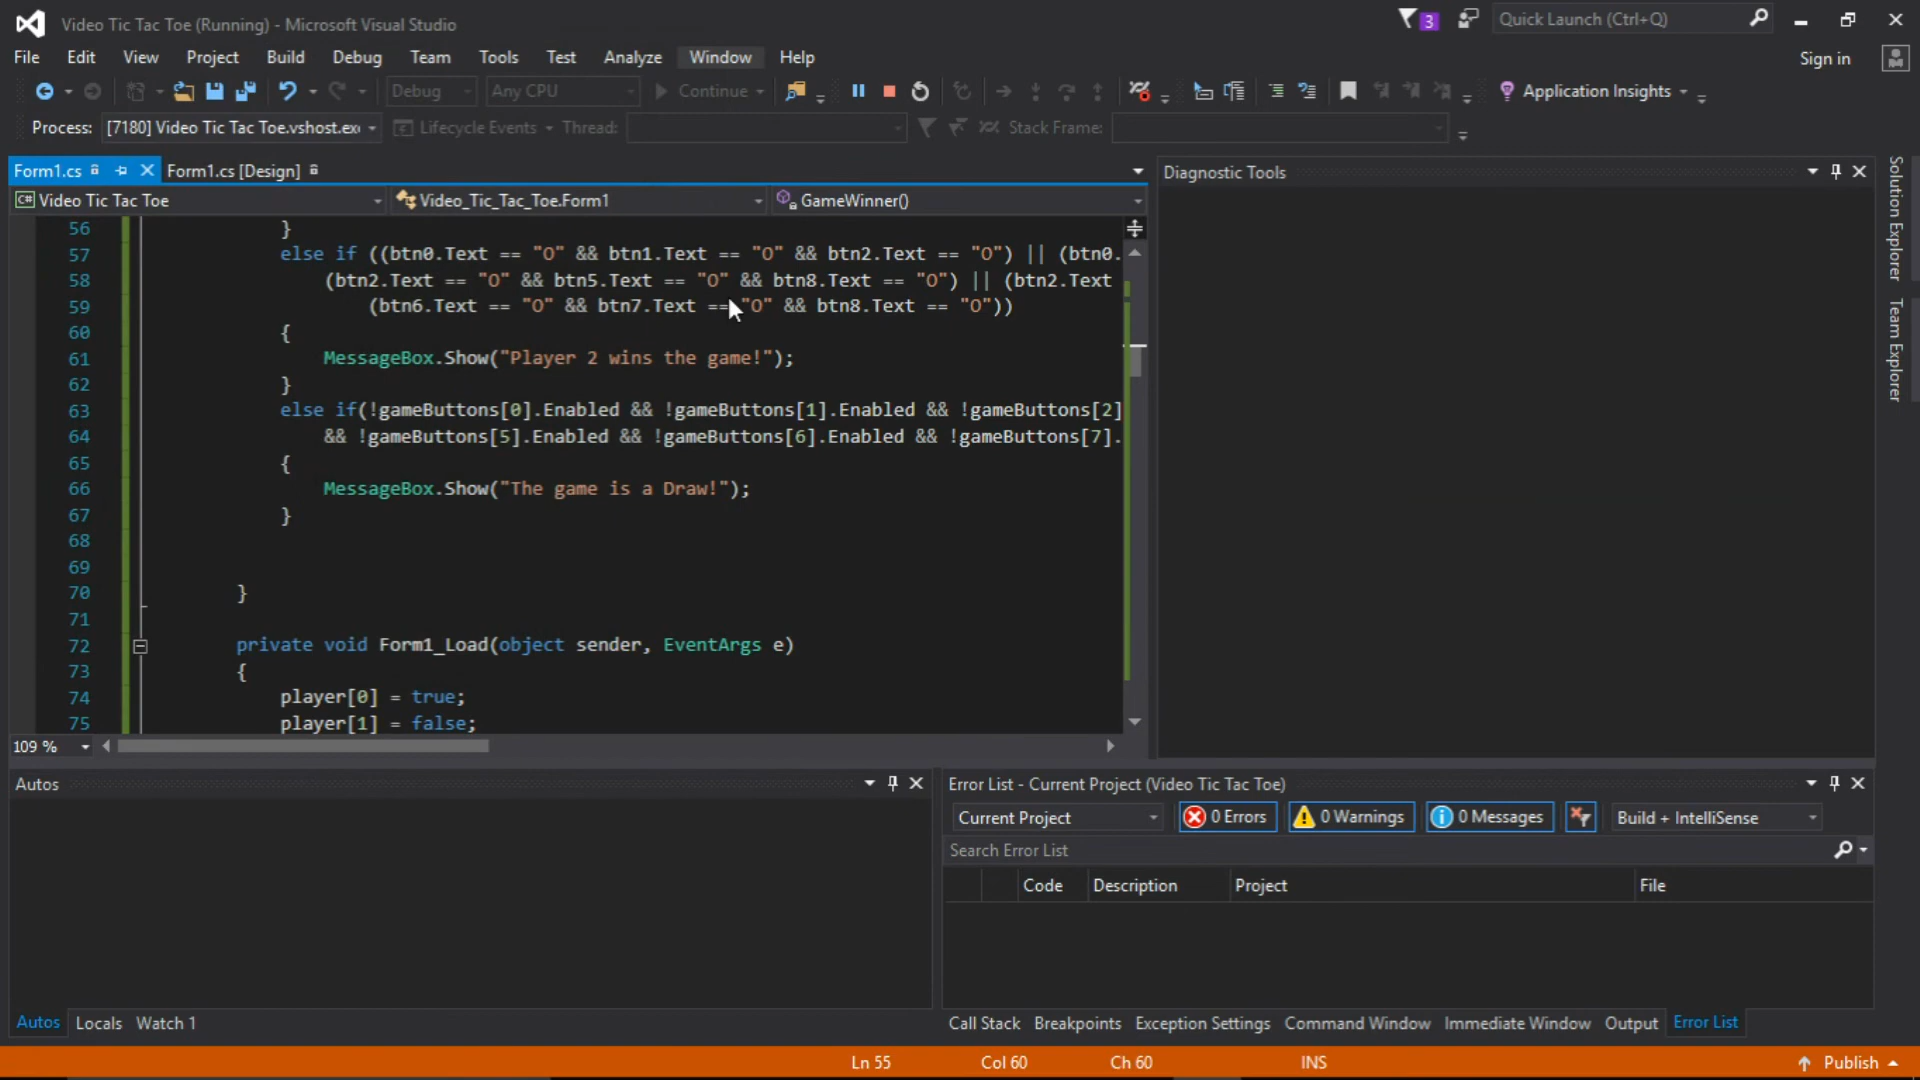 Video Tic Tac Toe (Running) - Microsoft Visual Studio
3
Quick Launch (Ctrl+Q)
File Edit View Project Build Debug Team Tools Test Analyze Window Help
Sign in
Debug Any CPU Continue Application Insights
Process: [7180] Video Tic Tac Toe.vshost.exe Lifecycle Events Thread: Stack Frame:
Form1.cs Form1.cs [Design]
Diagnostic Tools
C# Video Tic Tac Toe Video_Tic_Tac_Toe.Form1 GameWinner()
Solution Explorer
Team Explorer
56 }
57 else if ((btn0.Text == "O" && btn1.Text == "O" && btn2.Text == "O") || (btn0.
58 (btn2.Text == "O" && btn5.Text == "O" && btn8.Text == "O") || (btn2.Text
59 (btn6.Text == "O" && btn7.Text == "O" && btn8.Text == "O"))
60 {
61 MessageBox.Show("Player 2 wins the game!");
62 }
63 else if(!gameButtons[0].Enabled && !gameButtons[1].Enabled && !gameButtons[2]
64 && !gameButtons[5].Enabled && !gameButtons[6].Enabled && !gameButtons[7].
65 {
66 MessageBox.Show("The game is a Draw!");
67 }
68
69
70 }
71
72 private void Form1_Load(object sender, EventArgs e)
73 {
74 player[0] = true;
75 player[1] = false;
109 %
Autos
Error List - Current Project (Video Tic Tac Toe)
Current Project 0 Errors 0 Warnings 0 Messages Build + IntelliSense
Search Error List
Code Description Project File
Autos Locals Watch 1
Call Stack Breakpoints Exception Settings Command Window Immediate Window Output Error List
Ln 55 Col 60 Ch 60 INS Publish